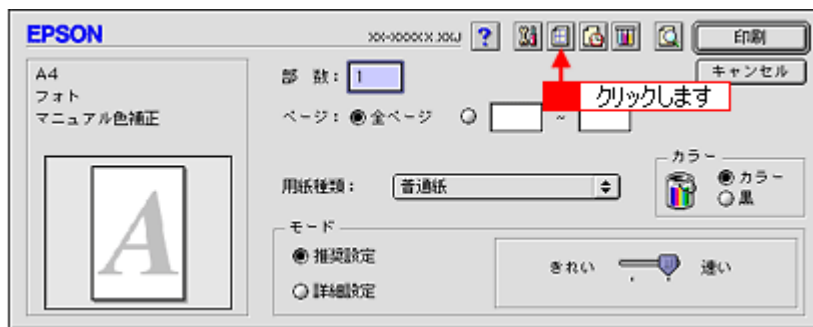 EPSON
XX-XXXXX.XXJ
印刷
キャンセル
クリックします
A4
フォト
マニュアル色補正
A
部 数：1
ページ：全ページ ~
用紙種類：普通紙
カラー
カラー
黒
モード
推奨設定
詳細設定
きれい 速い